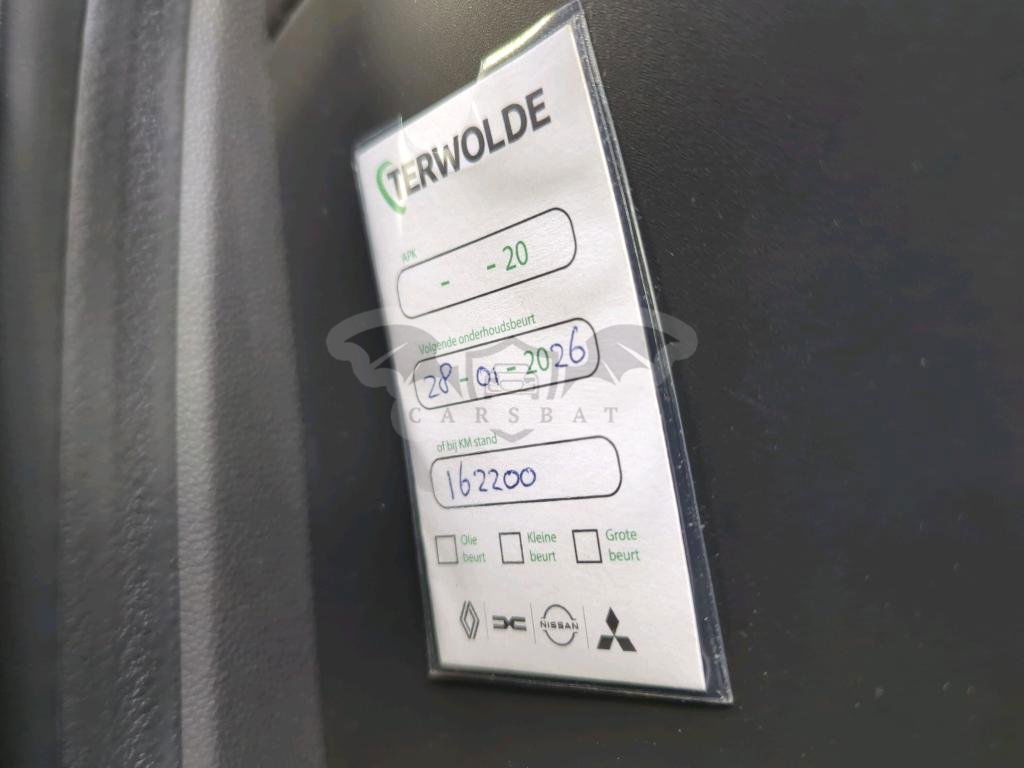 TERWOLDE
APK
- - 20
Volgende onderhoudsbeurt
28 - 01 - 2026
CARSBAT
of bij KM stand
162200
Olie beurt
Kleine beurt
Grote beurt
NISSAN